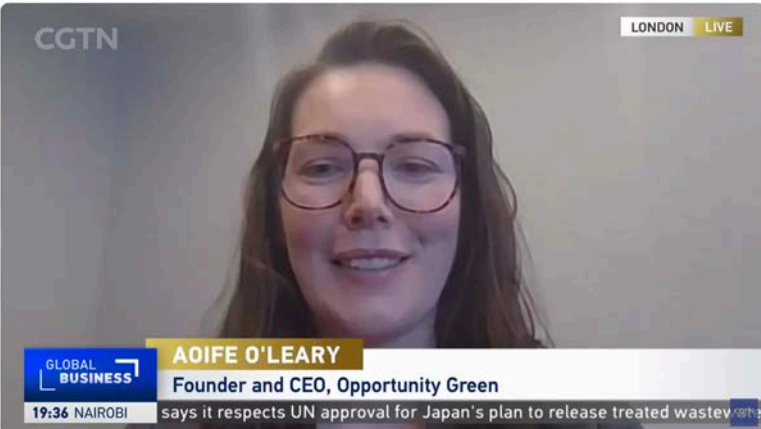 CGTN
LONDON LIVE
AOIFE O'LEARY
GLOBAL
BUSINESS
Founder and CEO, Opportunity Green
19:36 NAIROBI
says it respects UN approval for Japan's plan to release treated